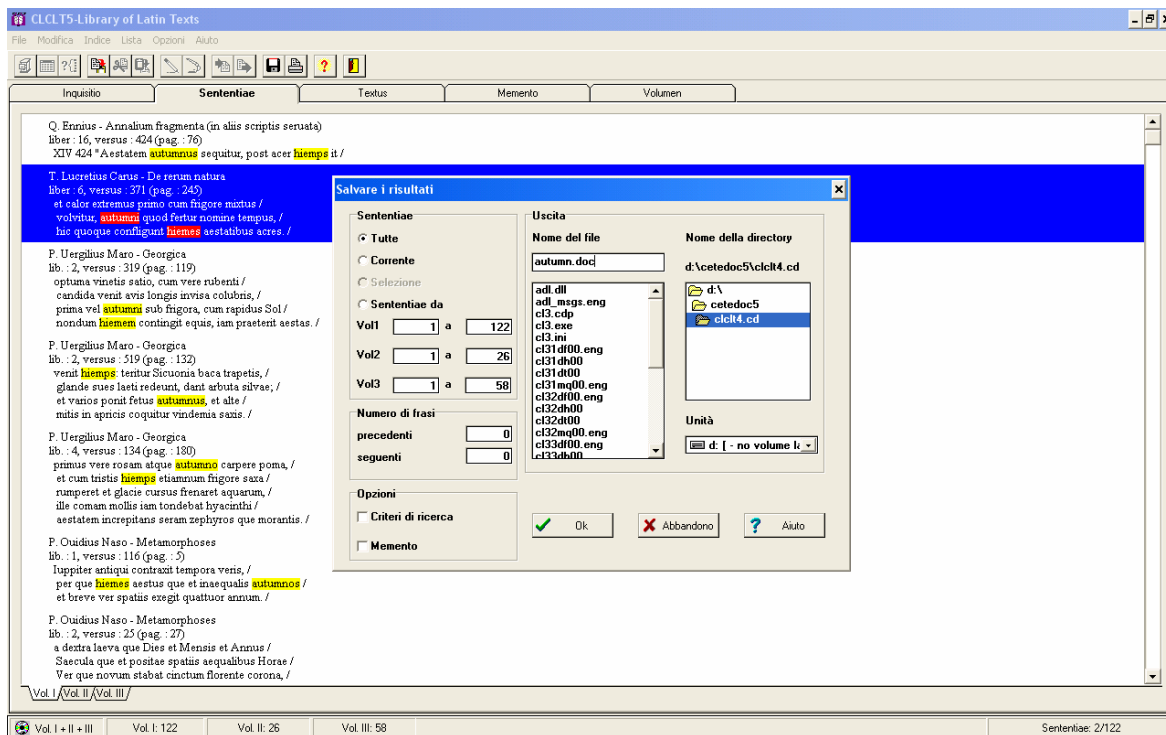 CLCLT5-Library of Latin Texts
File Modifica Indice Lista Opzioni Aiuto
Inquisitio Sententiae Textus Memento Volumen
Q. Ennius - Annalium fragmenta (in aliis scriptis seruata)
liber : 16, versus : 424 (pag. : 76)
XIV 424 "Aestatem autumnus sequitur, post acer hiemps it /
T. Lucretius Carus - De rerum natura
liber : 6, versus : 371 (pag. : 245)
et calor extremus primo cum frigore mixtus /
volvitur, autumni quod fertur nomine tempus, /
hic quoque confligunt hiemes aestatibus acres. /
P. Uergilius Maro - Georgica
lib. : 2, versus : 319 (pag. : 119)
optuma vinetis satio, cum vere rubenti /
candida venit avis longis invisa colubris, /
prima vel autumni sub frigora, cum rapidus Sol /
nondum hiemem contingit equis, iam praeterit aestas. /
P. Uergilius Maro - Georgica
lib. : 2, versus : 519 (pag. : 132)
venit hiemps: teritur Sicuonia baca trapetis, /
glande sues laeti redeunt, dant arbuta silvae; /
et varios ponit fetus autumnus, et alte /
mitis in apricis coquitur vindemia saxis. /
P. Uergilius Maro - Georgica
lib. : 4, versus : 134 (pag. : 180)
primus vere rosam atque autumno carpere poma, /
et cum tristis hiemps etiamnum frigore saxa /
rumperet et glacie cursus frenaret aquarum, /
ille comam mollis iam tondebat hyacinthi /
aestatem increpitans seram zephyros que morantis. /
P. Ouidius Naso - Metamorphoses
lib. : 1, versus : 116 (pag. : 5)
Iuppiter antiqui contraxit tempora veris, /
per que hiemes aestus que et inaequalis autumnos /
et breve ver spatiis exegit quattuor annum. /
P. Ouidius Naso - Metamorphoses
lib. : 2, versus : 25 (pag. : 27)
a dextra laeva que Dies et Mensis et Annus /
Saecula que et positae spatiis aequalibus Horae /
Ver que novum stabat cinctum florente corona, /
Salvare i risultati
Sententiae
Tutte
Corrente
Selezione
Sententiae da
Vol1 1 a 122
Vol2 1 a 26
Vol3 1 a 58
Numero di frasi
precedenti 0
seguenti 0
Opzioni
Criteri di ricerca
Memento
Uscita
Nome del file
autumn.doc
adl.dll
adl_msgs.eng
cl3.cdp
cl3.exe
cl3.ini
cl31df00.eng
cl31dh00
cl31dt00
cl31mq00.eng
cl32df00.eng
cl32dh00
cl32dt00
cl32mq00.eng
cl33df00.eng
cl33dh00
Nome della directory
d:\cetedoc5\clclt4.cd
d:\
cetedoc5
clclt4.cd
Unità
d: [ - no volume la
Ok Abbandono Aiuto
Vol. I Vol. II Vol. III
Vol. I + II + III Vol. I: 122 Vol. II: 26 Vol. III: 58 Sententiae: 2/122